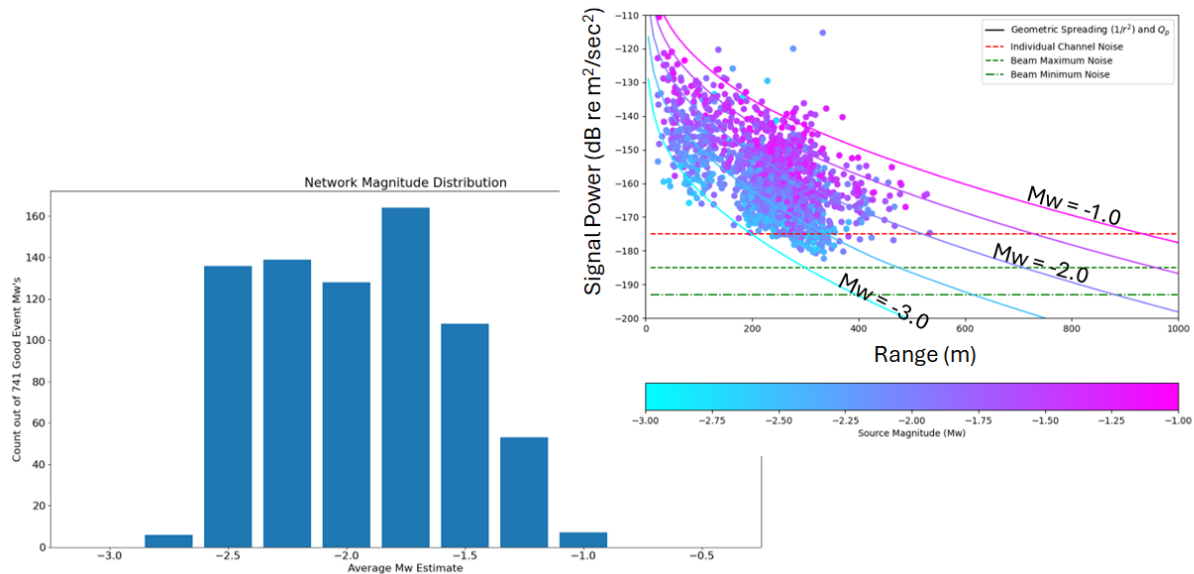 Network Magnitude Distribution
Count out of 741 Good Event Mw's
160
140
120
100
80
60
40
20
0
−3.0 −2.5 −2.0 −1.5 −1.0 −0.5
Average Mw Estimate
Signal Power (dB re m²/sec²)
−110
−120
−130
−140
−150
−160
−170
−180
−190
−200
Geometric Spreading (1/r²) and Qₚ
Individual Channel Noise
Beam Maximum Noise
Beam Minimum Noise
Mw = -1.0
Mw = -2.0
Mw = -3.0
0 200 400 600 800 1000
Range (m)
−3.00 −2.75 −2.50 −2.25 −2.00 −1.75 −1.50 −1.25 −1.00
Source Magnitude (Mw)